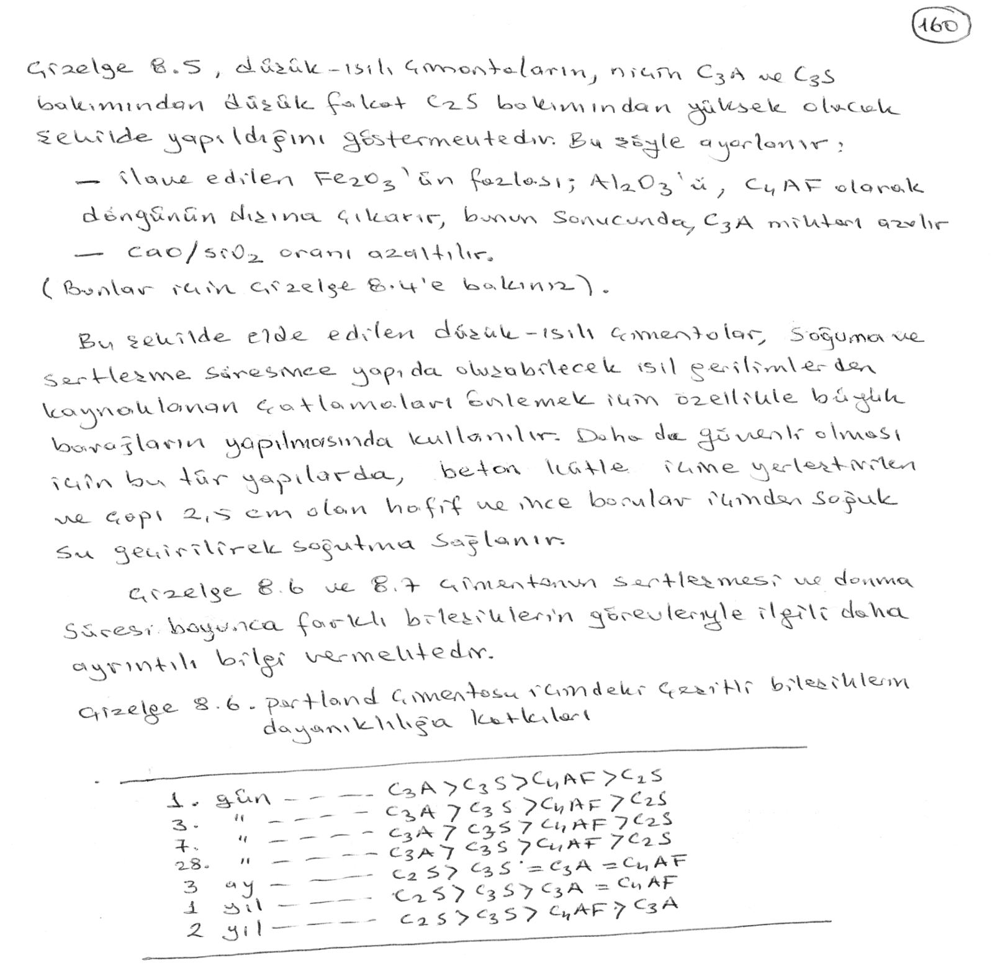 160
Çizelge 8.5, düşük-ısılı çimentoların, niçin C3A ve C3S
bakımından düşük fakat C2S bakımından yüksek olacak
şekilde yapıldığını göstermektedir. Bu şöyle ayarlanır:
— ilave edilen Fe2O3'ün fazlası; Al2O3'ü, C4AF olarak
döngünün dışına çıkarır, bunun sonucunda, C3A miktarı azalır
— CaO/SiO2 oranı azaltılır.
(Bunlar için Çizelge 8.4'e bakınız).
Bu şekilde elde edilen düşük-ısılı çimentolar, soğuma ve
sertleşme süresince yapıda oluşabilecek ısıl gerilimlerden
kaynaklanan çatlamaları önlemek için özellikle büyük
barajların yapılmasında kullanılır. Daha da güvenli olması
için bu tür yapılarda, beton kütle içine yerleştirilen
ve çapı 2,5 cm olan hafif ve ince borular içinden soğuk
su geçirilirek soğutma sağlanır.
Çizelge 8.6 ve 8.7 çimentonun sertleşmesi ve donma
süresi boyunca farklı bileşiklerin görevleriyle ilgili daha
ayrıntılı bilgi vermektedir.
Çizelge 8.6. Portland çimentosu içindeki çeşitli bileşiklerin
dayanıklılığa katkıları
1. gün ----- C3A > C3S > C4AF > C2S
3. " ----- C3A > C3S > C4AF > C2S
7. " ----- C3A > C3S > C4AF > C2S
28. " ----- C3A > C3S > C4AF > C2S
3 ay ----- C2S > C3S = C3A = C4AF
1 yıl ----- C2S > C3S > C3A = C4AF
2 yıl ----- C2S > C3S > C4AF > C3A